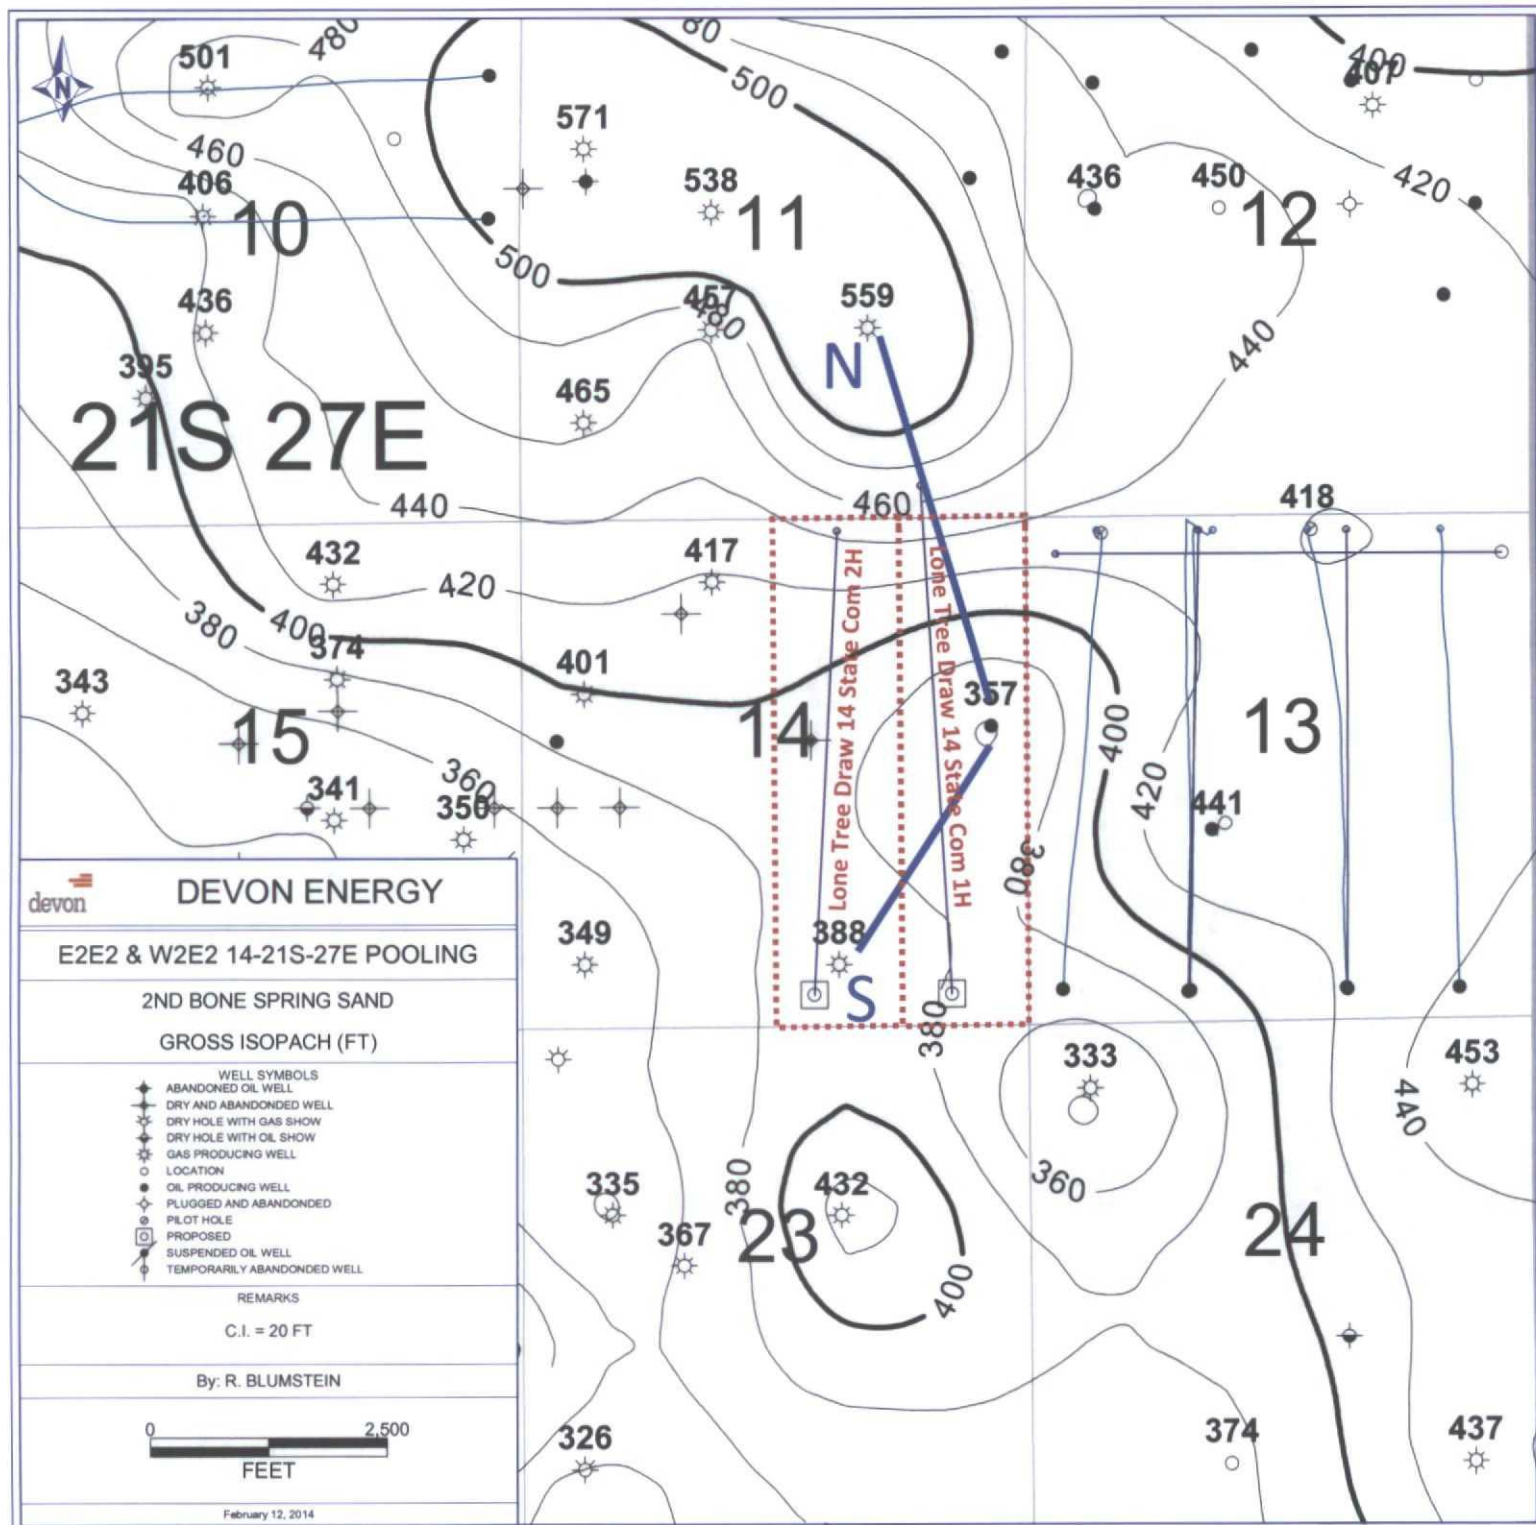 480
80
400
501
407
N
500
571
460
406
538
436
450
420
10
11
12
500
436
457
480
559
440
N
395
465
21S 27E
440
460
418
432
417
420
380
400
374
401
343
357
15
14
13
400
360
341
350
420
441
380
Lone Tree Draw 14 State Com 2H
Lone Tree Draw 14 State Com 1H
349
388
S
380
333
453
440
360
335
380
432
367
23
24
400
326
374
437
devon
DEVON ENERGY
E2E2 & W2E2 14-21S-27E POOLING
2ND BONE SPRING SAND
GROSS ISOPACH (FT)
WELL SYMBOLS
ABANDONED OIL WELL
DRY AND ABANDONDED WELL
DRY HOLE WITH GAS SHOW
DRY HOLE WITH OIL SHOW
GAS PRODUCING WELL
LOCATION
OIL PRODUCING WELL
PLUGGED AND ABANDONDED
PILOT HOLE
PROPOSED
SUSPENDED OIL WELL
TEMPORARILY ABANDONED WELL
REMARKS
C.I. = 20 FT
By: R. BLUMSTEIN
0 2,500
FEET
February 12, 2014